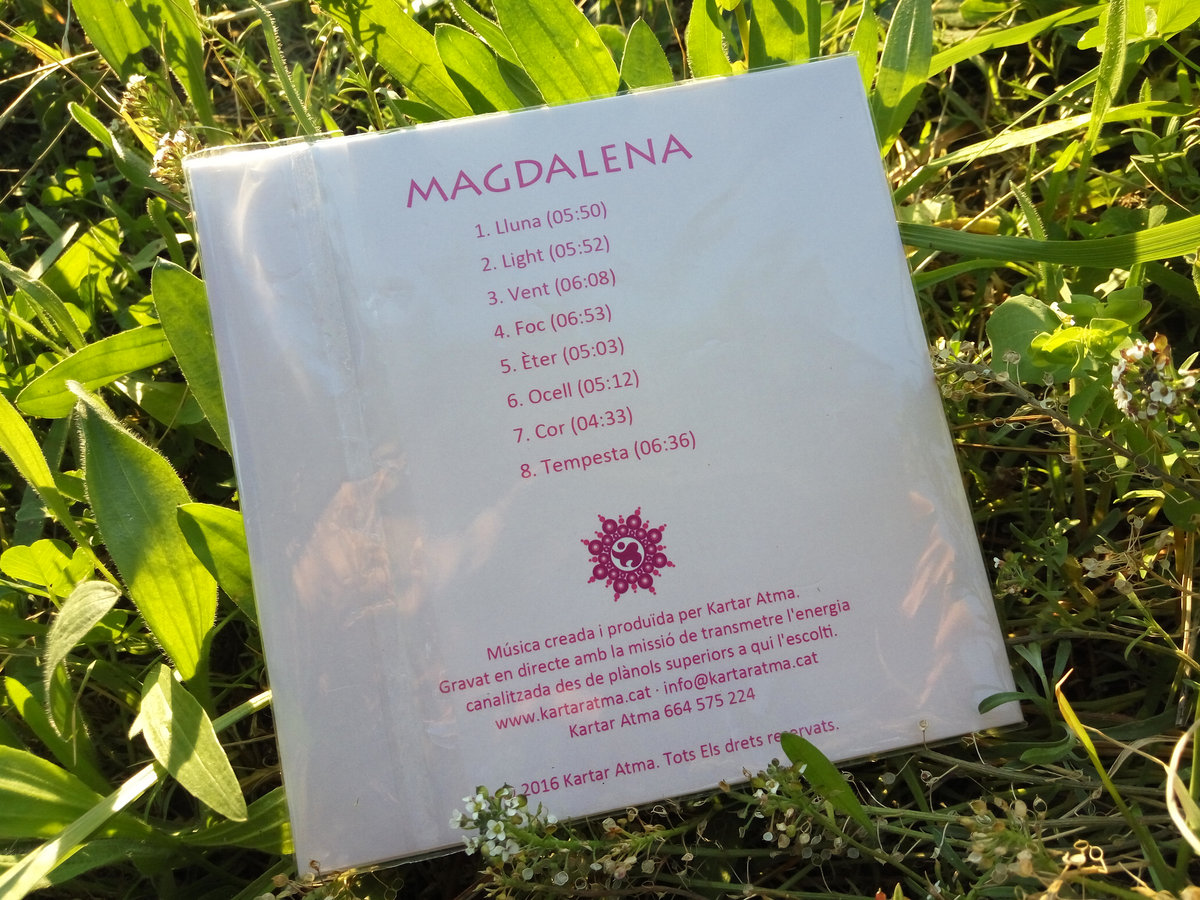 MAGDALENA
1. Lluna (05:50)
2. Light (05:52)
3. Vent (06:08)
4. Foc (06:53)
5. Èter (05:03)
6. Ocell (05:12)
7. Cor (04:33)
8. Tempesta (06:36)
Música creada i produïda per Kartar Atma.
Gravat en directe amb la missió de transmetre l'energia
canalitzada des de plànols superiors a qui l'escolti.
www.kartaratma.cat · info@kartaratma.cat
Kartar Atma 664 575 224
2016 Kartar Atma. Tots Els drets reservats.